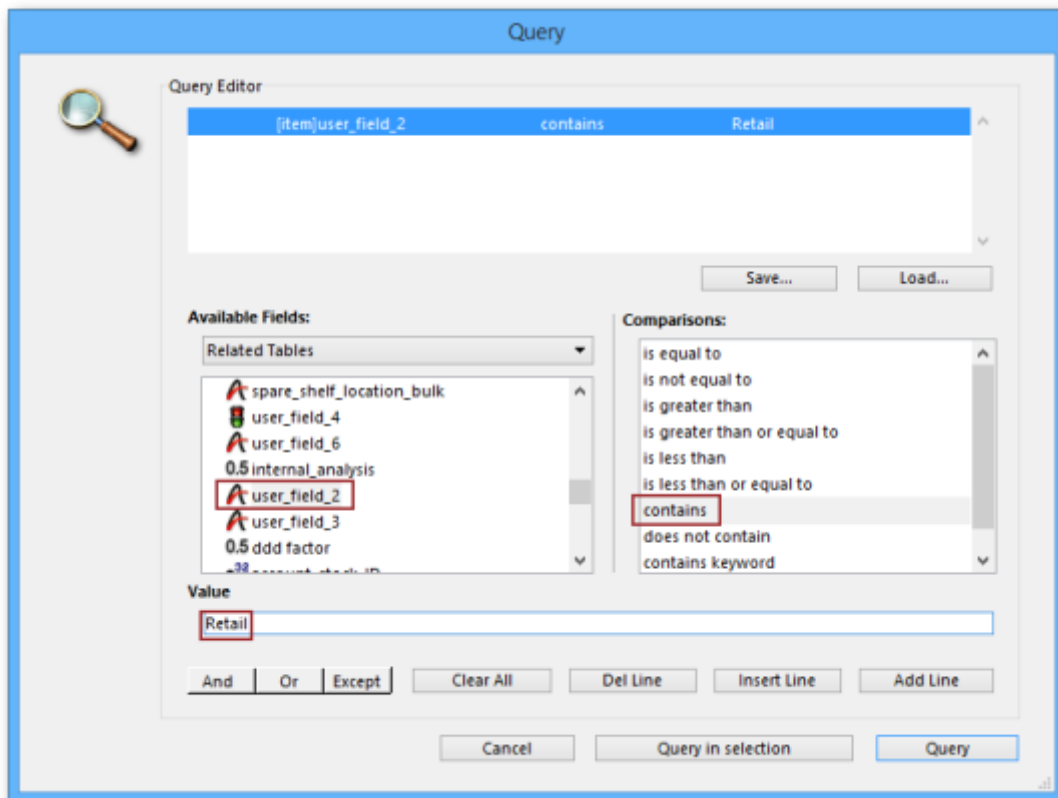 Query
Query Editor
[item]user_field_2 contains Retail
Save... Load...
Available Fields:
Related Tables
spare_shelf_location_bulk
user_field_4
user_field_6
0.5 internal_analysis
user_field_2
user_field_3
0.5 ddd factor
Comparisons:
is equal to
is not equal to
is greater than
is greater than or equal to
is less than
is less than or equal to
contains
does not contain
contains keyword
Value
Retail
And Or Except Clear All Del Line Insert Line Add Line
Cancel Query in selection Query